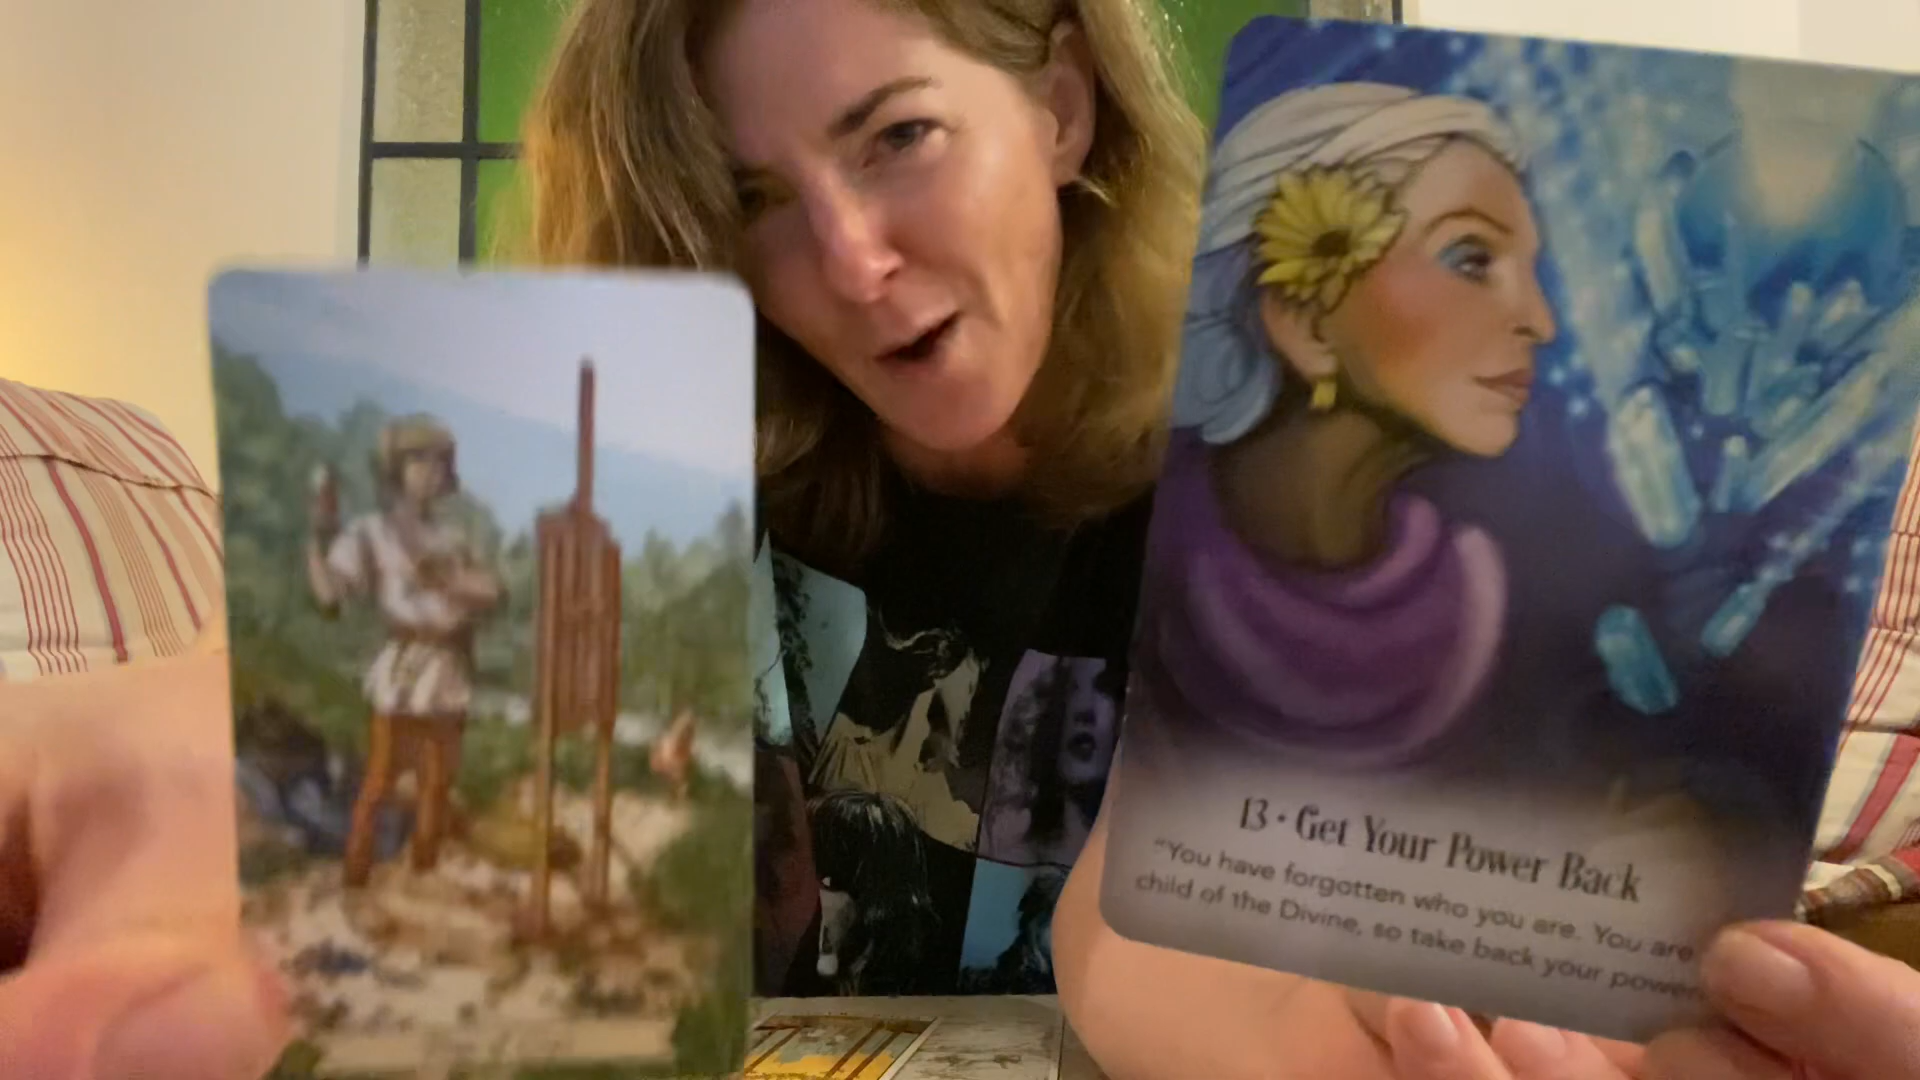 13 • Get Your Power Back
"You have forgotten who you are. You are
child of the Divine, so take back your power